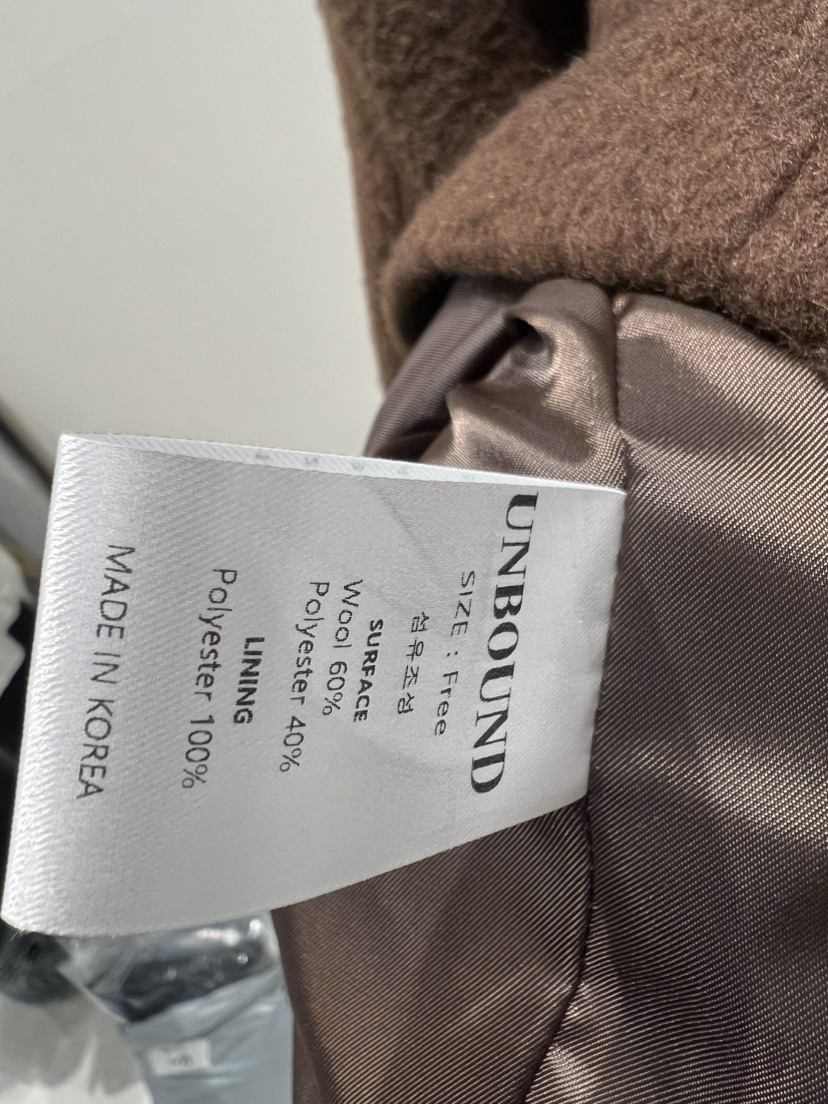 UNBOUND
SIZE : Free
섬유조성
SURFACE
Wool 60%
Polyester 40%
LINING
Polyester 100%
MADE IN KOREA